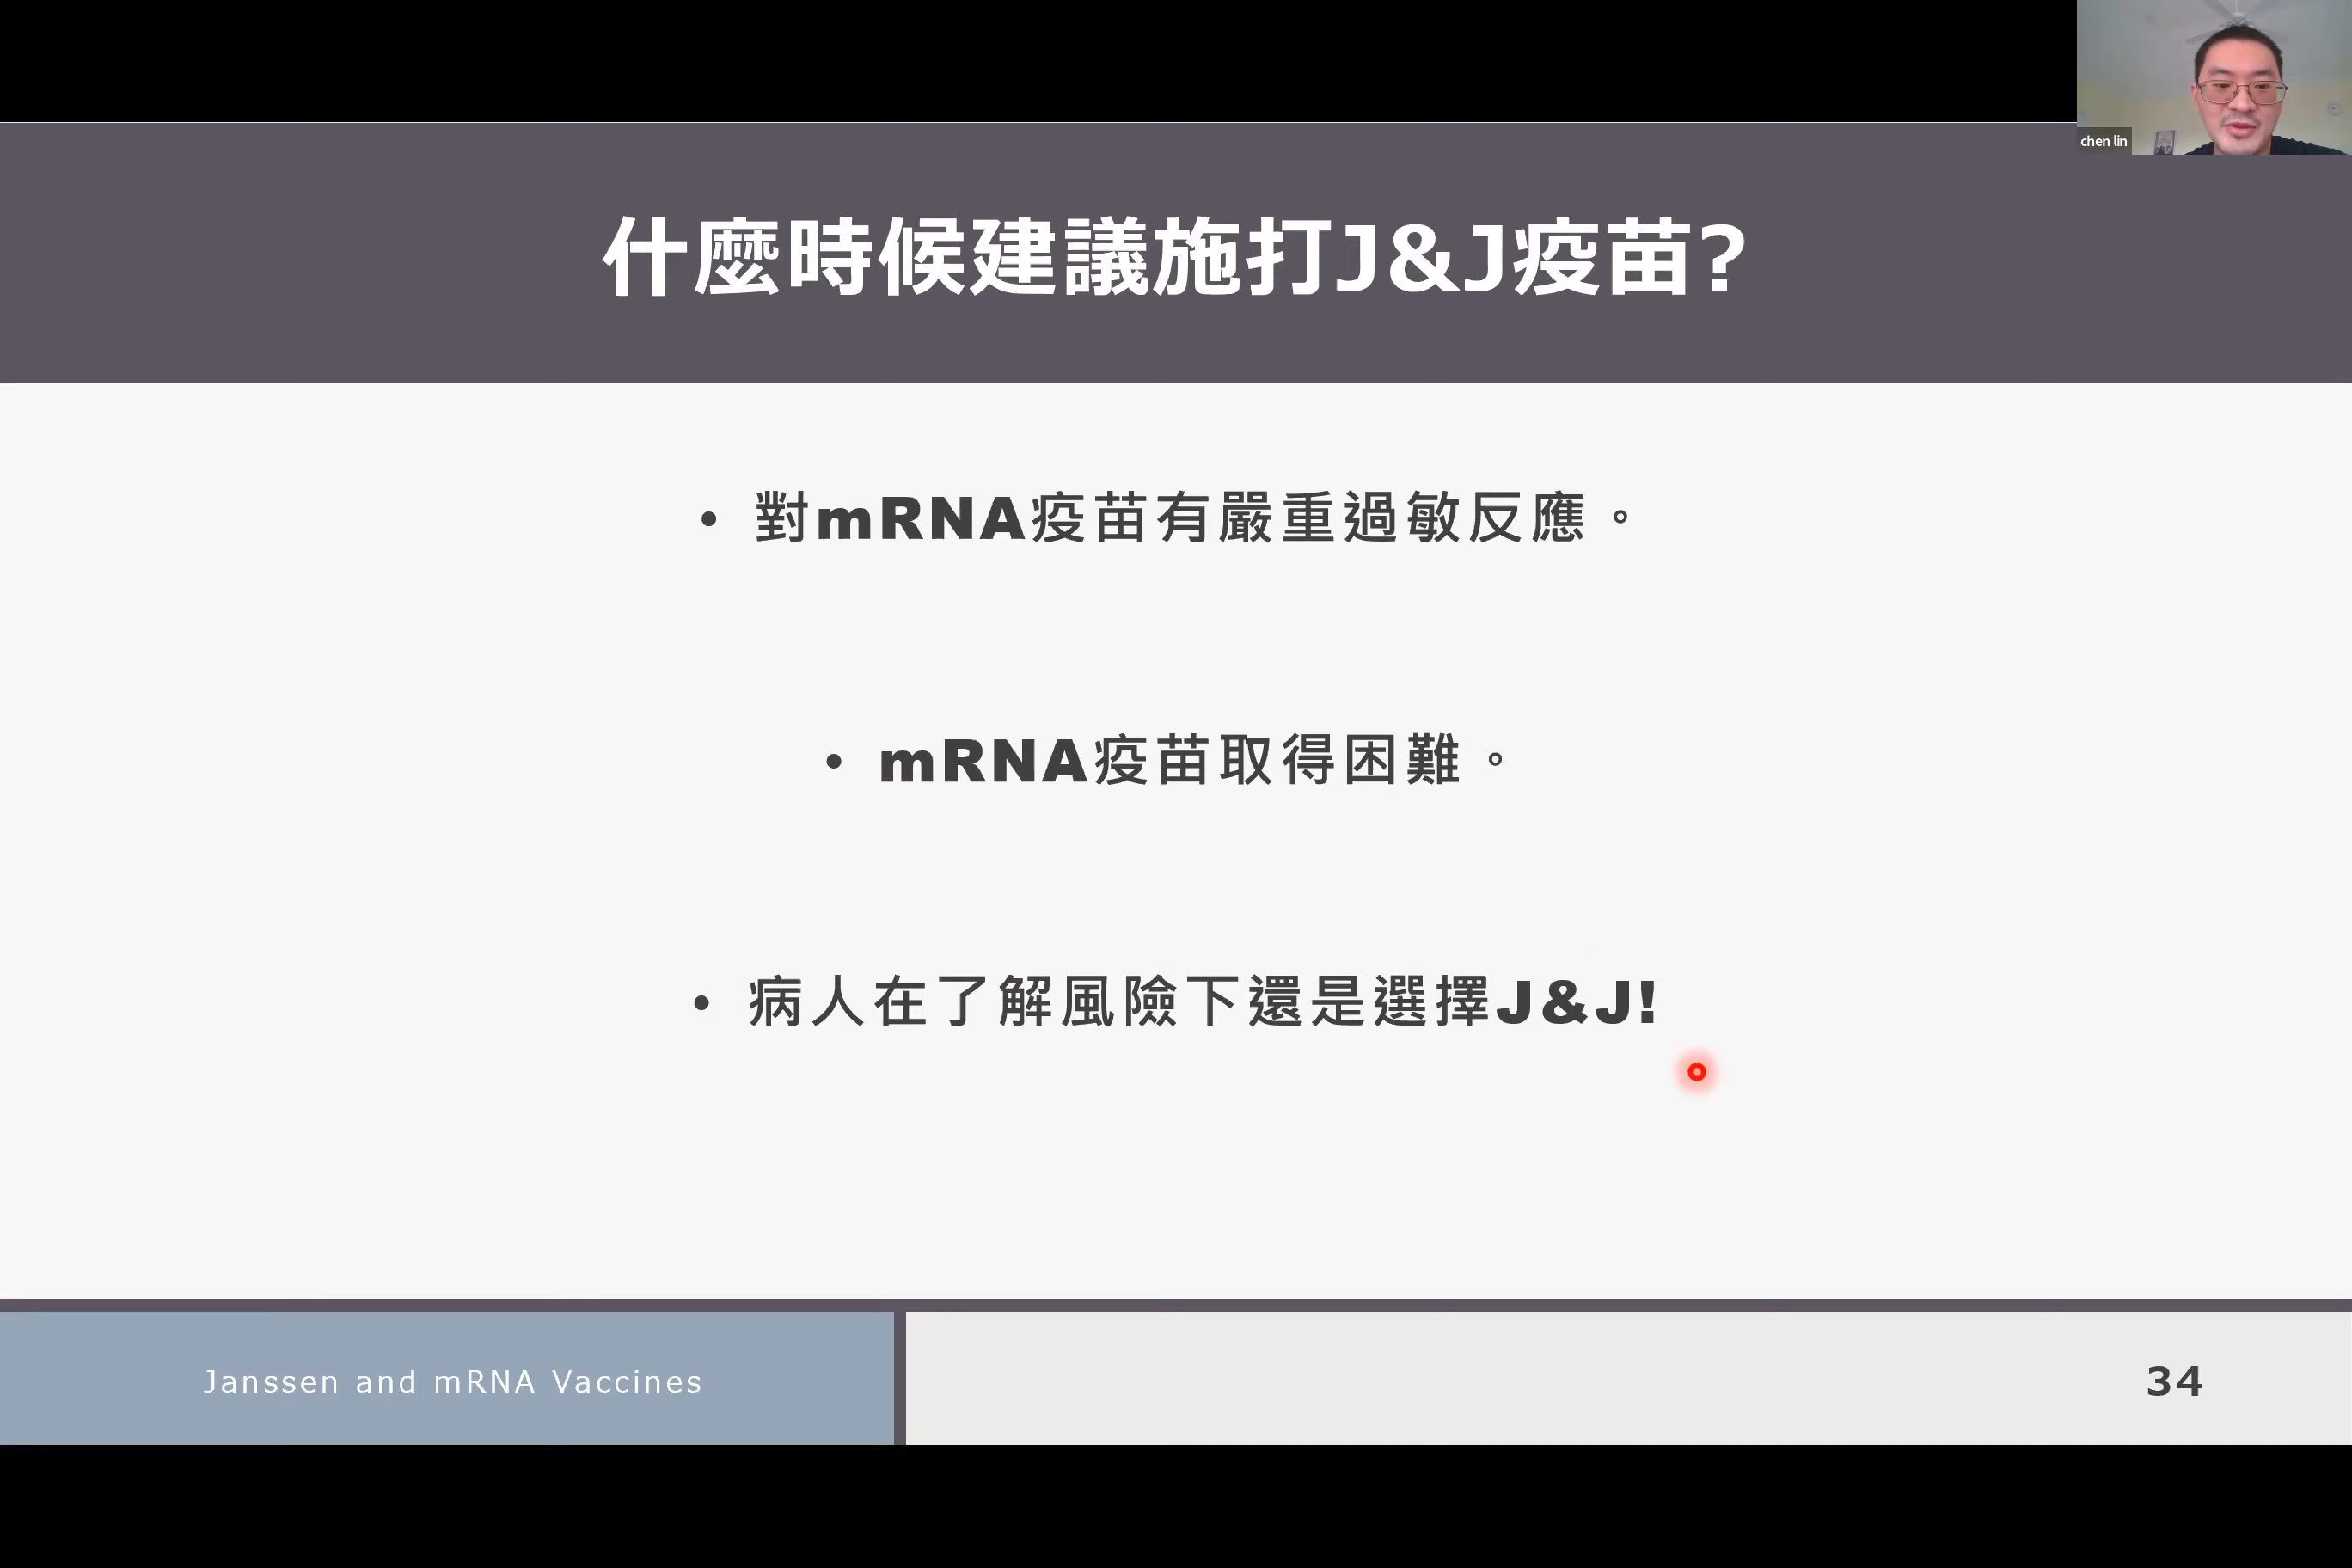 chen lin
什麼時候建議施打J&J疫苗?
• 對mRNA疫苗有嚴重過敏反應。
• mRNA疫苗取得困難。
• 病人在了解風險下還是選擇J&J!
Janssen and mRNA Vaccines
34